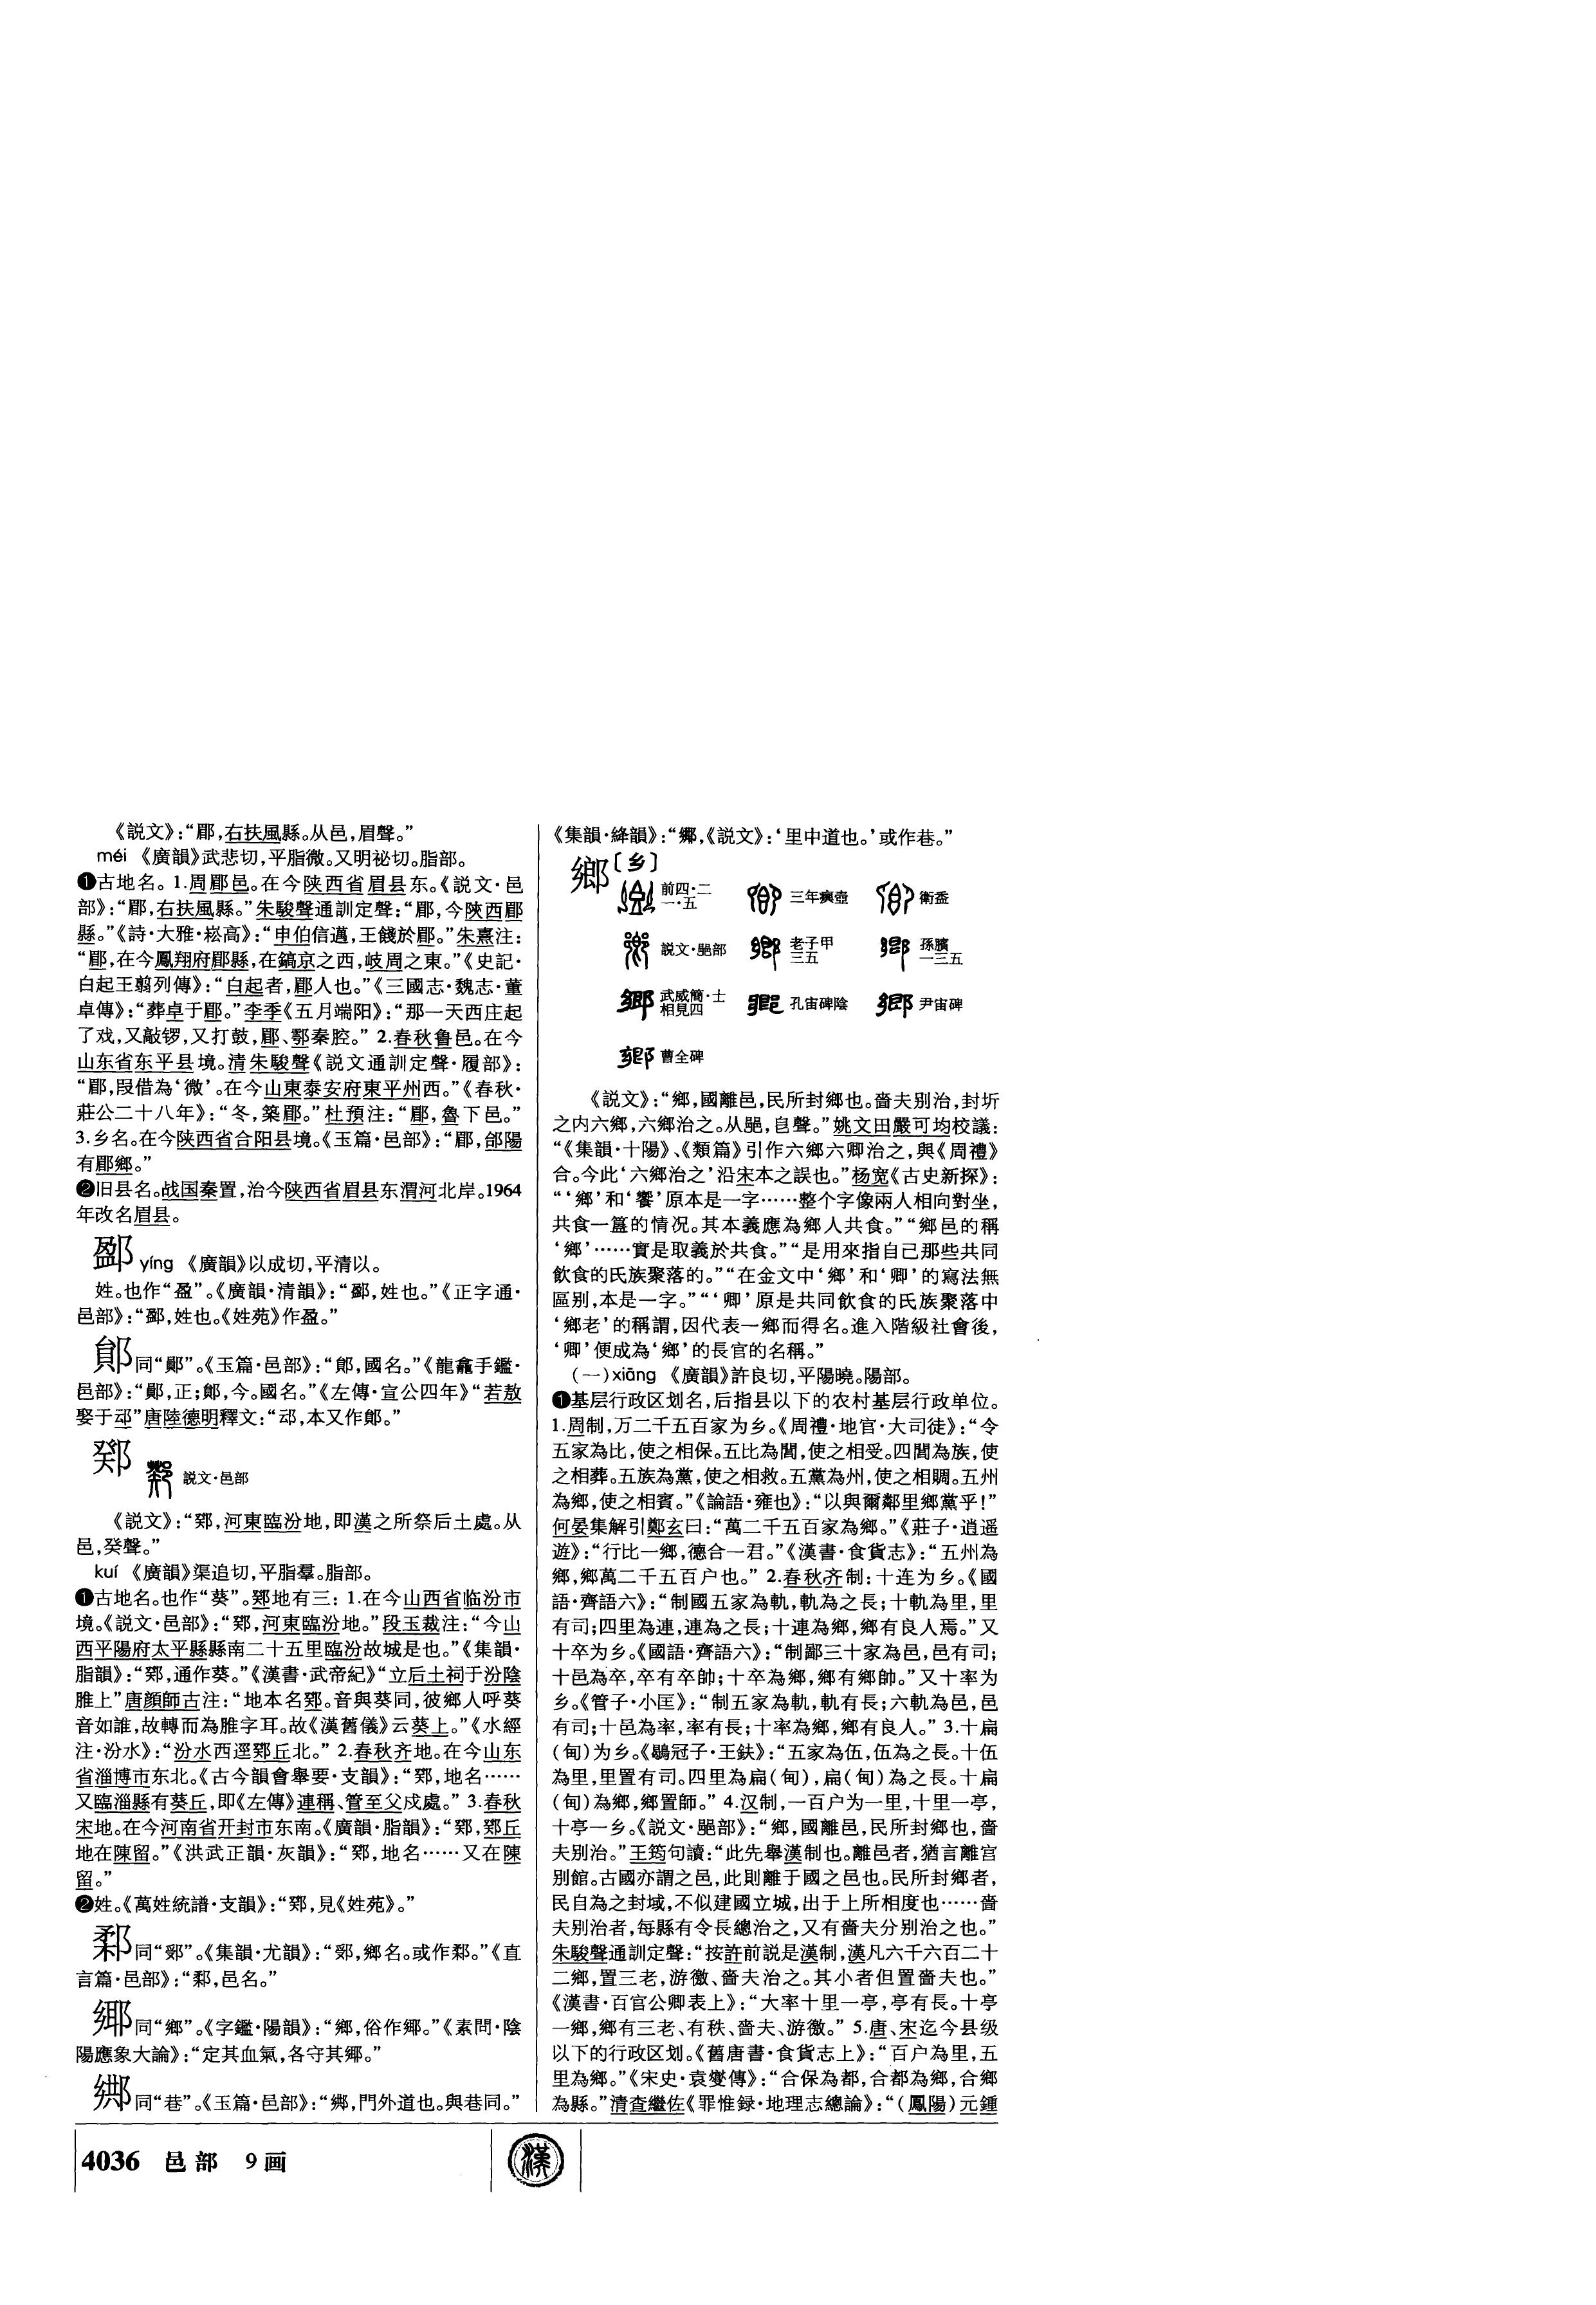 《説文》：“郿，右扶風縣。从邑，眉聲。”
méi 《廣韻》武悲切，平脂微。又明祕切。脂部。
❶古地名。1.周郿邑。在今陕西省眉县东。《説文·邑
部》：“郿，右扶風縣。”朱駿聲通訓定聲：“郿，今陝西郿
縣。”《詩·大雅·崧高》：“申伯信邁，王餞於郿。”朱熹注：
“郿，在今鳳翔府郿縣，在鎬京之西，岐周之東。”《史記·
白起王翦列傳》：“白起者，郿人也。”《三國志·魏志·董
卓傳》：“葬卓于郿。”李季《五月端阳》：“那一天西庄起
了戏，又敲锣，又打鼓，郿、鄠秦腔。” 2.春秋鲁邑。在今
山东省东平县境。清朱駿聲《説文通訓定聲·履部》：
“郿，叚借為‘微’。在今山東泰安府東平州西。”《春秋·
莊公二十八年》：“冬，築郿。”杜預注：“郿，魯下邑。”
3.乡名。在今陕西省合阳县境。《玉篇·邑部》：“郿，郃陽
有郿鄉。”
❷旧县名。战国秦置，治今陕西省眉县东渭河北岸。1964
年改名眉县。
yíng 《廣韻》以成切，平清以。
姓。也作“盈”。《廣韻·清韻》：“，姓也。”《正字通·
邑部》：“，姓也。《姓苑》作盈。”
同“鄖”。《玉篇·邑部》：“，國名。”《龍龕手鑑·
邑部》：“鄖，正；，今。國名。”《左傳·宣公四年》“若敖
娶于䢵”唐陸德明釋文：“䢵，本又作。”
郹 説文·邑部
《説文》：“，河東臨汾地，即漢之所祭后土處。从
邑，癸聲。”
kuí 《廣韻》渠追切，平脂羣。脂部。
❶古地名。也作“葵”。地有三：1.在今山西省临汾市
境。《説文·邑部》：“，河東臨汾地。”段玉裁注：“今山
西平陽府太平縣縣南二十五里臨汾故城是也。”《集韻·
脂韻》：“，通作葵。”《漢書·武帝紀》“立后土祠于汾陰
脽上”唐顔師古注：“地本名。音與葵同，彼鄉人呼葵
音如誰，故轉而為脽字耳。故《漢舊儀》云葵上。”《水經
注·汾水》：“汾水西逕丘北。” 2.春秋齐地。在今山东
省淄博市东北。《古今韻會舉要·支韻》：“，地名……
又臨淄縣有葵丘，即《左傳》連稱、管至父戍處。” 3.春秋
宋地。在今河南省开封市东南。《廣韻·脂韻》：“，丘
地在陳留。”《洪武正韻·灰韻》：“，地名……又在陳
留。”
❷姓。《萬姓統譜·支韻》：“，見《姓苑》。”
同“”。《集韻·尤韻》：“，鄉名。或作。”《直
言篇·邑部》：“，邑名。”
郷同“鄉”。《字鑑·陽韻》：“鄉，俗作郷。”《素問·陰
陽應象大論》：“定其血氣，各守其郷。”
同“巷”。《玉篇·邑部》：“，門外道也。與巷同。”
《集韻·絳韻》：“，《説文》：‘里中道也。’或作巷。”
鄉〔乡〕
前四·二一·五 三年𤼈壺 衛盉
説文·𨛜部 老子甲三五 孫臏一三五
武威簡·士相見四 孔宙碑陰 尹宙碑
曹全碑
《説文》：“鄉，國離邑，民所封鄉也。嗇夫别治，封圻
之内六鄉，六鄉治之。从𨛜，皀聲。”姚文田嚴可均校議：
“《集韻·十陽》、《類篇》引作六鄉六卿治之，與《周禮》
合。今此‘六鄉治之’沿宋本之誤也。”杨宽《古史新探》：
“‘鄉’和‘饗’原本是一字……整个字像兩人相向對坐，
共食一簋的情况。其本義應為鄉人共食。”“鄉邑的稱
‘鄉’……實是取義於共食。”“是用來指自己那些共同
飲食的氏族聚落的。”“在金文中‘鄉’和‘卿’的寫法無
區别，本是一字。”“‘卿’原是共同飲食的氏族聚落中
‘鄉老’的稱謂，因代表一鄉而得名。進入階級社會後，
‘卿’便成為‘鄉’的長官的名稱。”
（一）xiāng 《廣韻》許良切，平陽曉。陽部。
❶基层行政区划名，后指县以下的农村基层行政单位。
1.周制，万二千五百家为乡。《周禮·地官·大司徒》：“令
五家為比，使之相保。五比為閭，使之相受。四閭為族，使
之相葬。五族為黨，使之相救。五黨為州，使之相賙。五州
為鄉，使之相賓。”《論語·雍也》：“以與爾鄰里鄉黨乎！”
何晏集解引鄭玄曰：“萬二千五百家為鄉。”《莊子·逍遥
遊》：“行比一鄉，德合一君。”《漢書·食貨志》：“五州為
鄉，鄉萬二千五百户也。” 2.春秋齐制：十连为乡。《國
語·齊語六》：“制國五家為軌，軌為之長；十軌為里，里
有司；四里為連，連為之長；十連為鄉，鄉有良人焉。”又
十卒为乡。《國語·齊語六》：“制鄙三十家為邑，邑有司；
十邑為卒，卒有卒帥；十卒為鄉，鄉有鄉帥。”又十率为
乡。《管子·小匡》：“制五家為軌，軌有長；六軌為邑，邑
有司；十邑為率，率有長；十率為鄉，鄉有良人。” 3.十扁
（甸）为乡。《鶡冠子·王鈇》：“五家為伍，伍為之長。十伍
為里，里置有司。四里為扁（甸），扁（甸）為之長。十扁
（甸）為鄉，鄉置師。” 4.汉制，一百户为一里，十里一亭，
十亭一乡。《説文·𨛜部》：“鄉，國離邑，民所封鄉也，嗇
夫别治。”王筠句讀：“此先舉漢制也。離邑者，猶言離宫
别館。古國亦謂之邑，此則離于國之邑也。民所封鄉者，
民自為之封域，不似建國立城，出于上所相度也……嗇
夫别治者，每縣有令長總治之，又有嗇夫分别治之也。”
朱駿聲通訓定聲：“按許前説是漢制，漢凡六千六百二十
二鄉，置三老，游徼、嗇夫治之。其小者但置嗇夫也。”
《漢書·百官公卿表上》：“大率十里一亭，亭有長。十亭
一鄉，鄉有三老、有秩、嗇夫、游徼。” 5.唐、宋迄今县级
以下的行政区划。《舊唐書·食貨志上》：“百户為里，五
里為鄉。”《宋史·袁燮傳》：“合保為都，合都為鄉，合鄉
為縣。”清查繼佐《罪惟録·地理志總論》：“（鳳陽）元鍾
4036 邑部 9画
漢